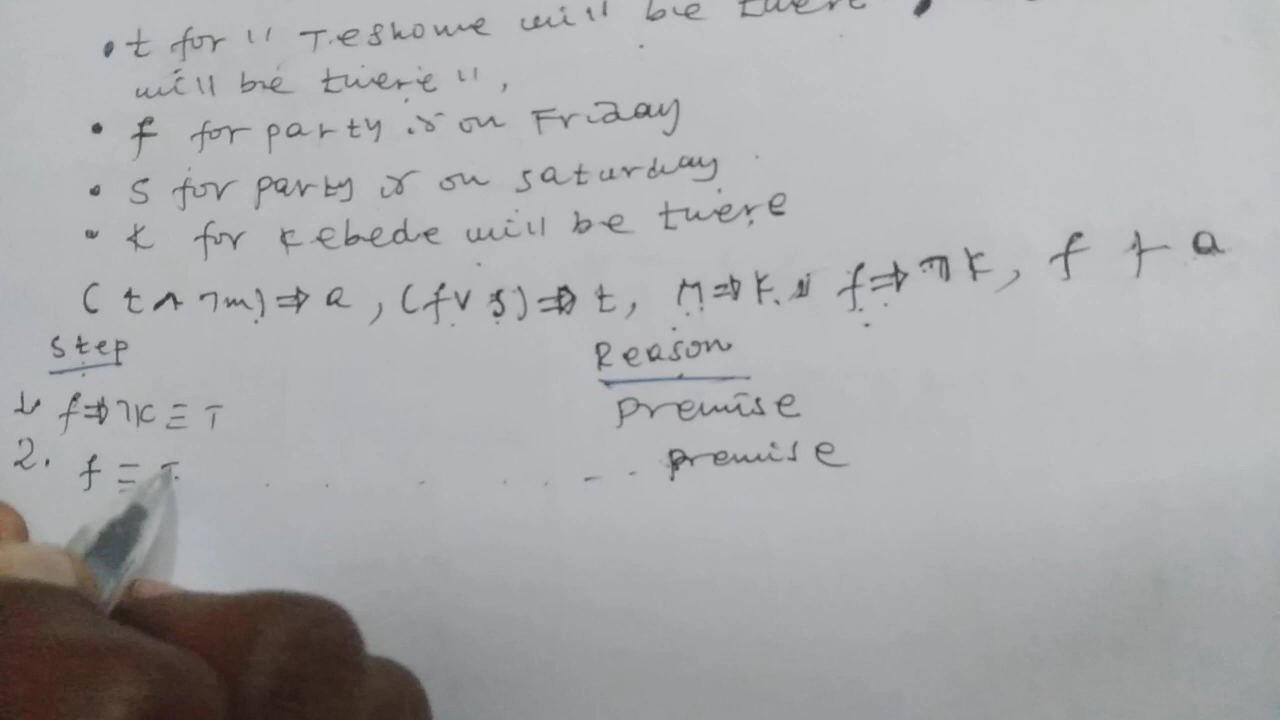 • t for " Teshome will be there
will be there ",
• f for party is on Friday
• S for party is on saturday
• K for Kebede will be there
(t ∧ ¬m) ⇒ a , (f ∨ s) ⇒ t, M ⇒ K, f ⇒ ¬K, f ⊢ a
Step Reason
1. f ⇒ ¬K ≡ T premise
2. f ≡ T ....... premise